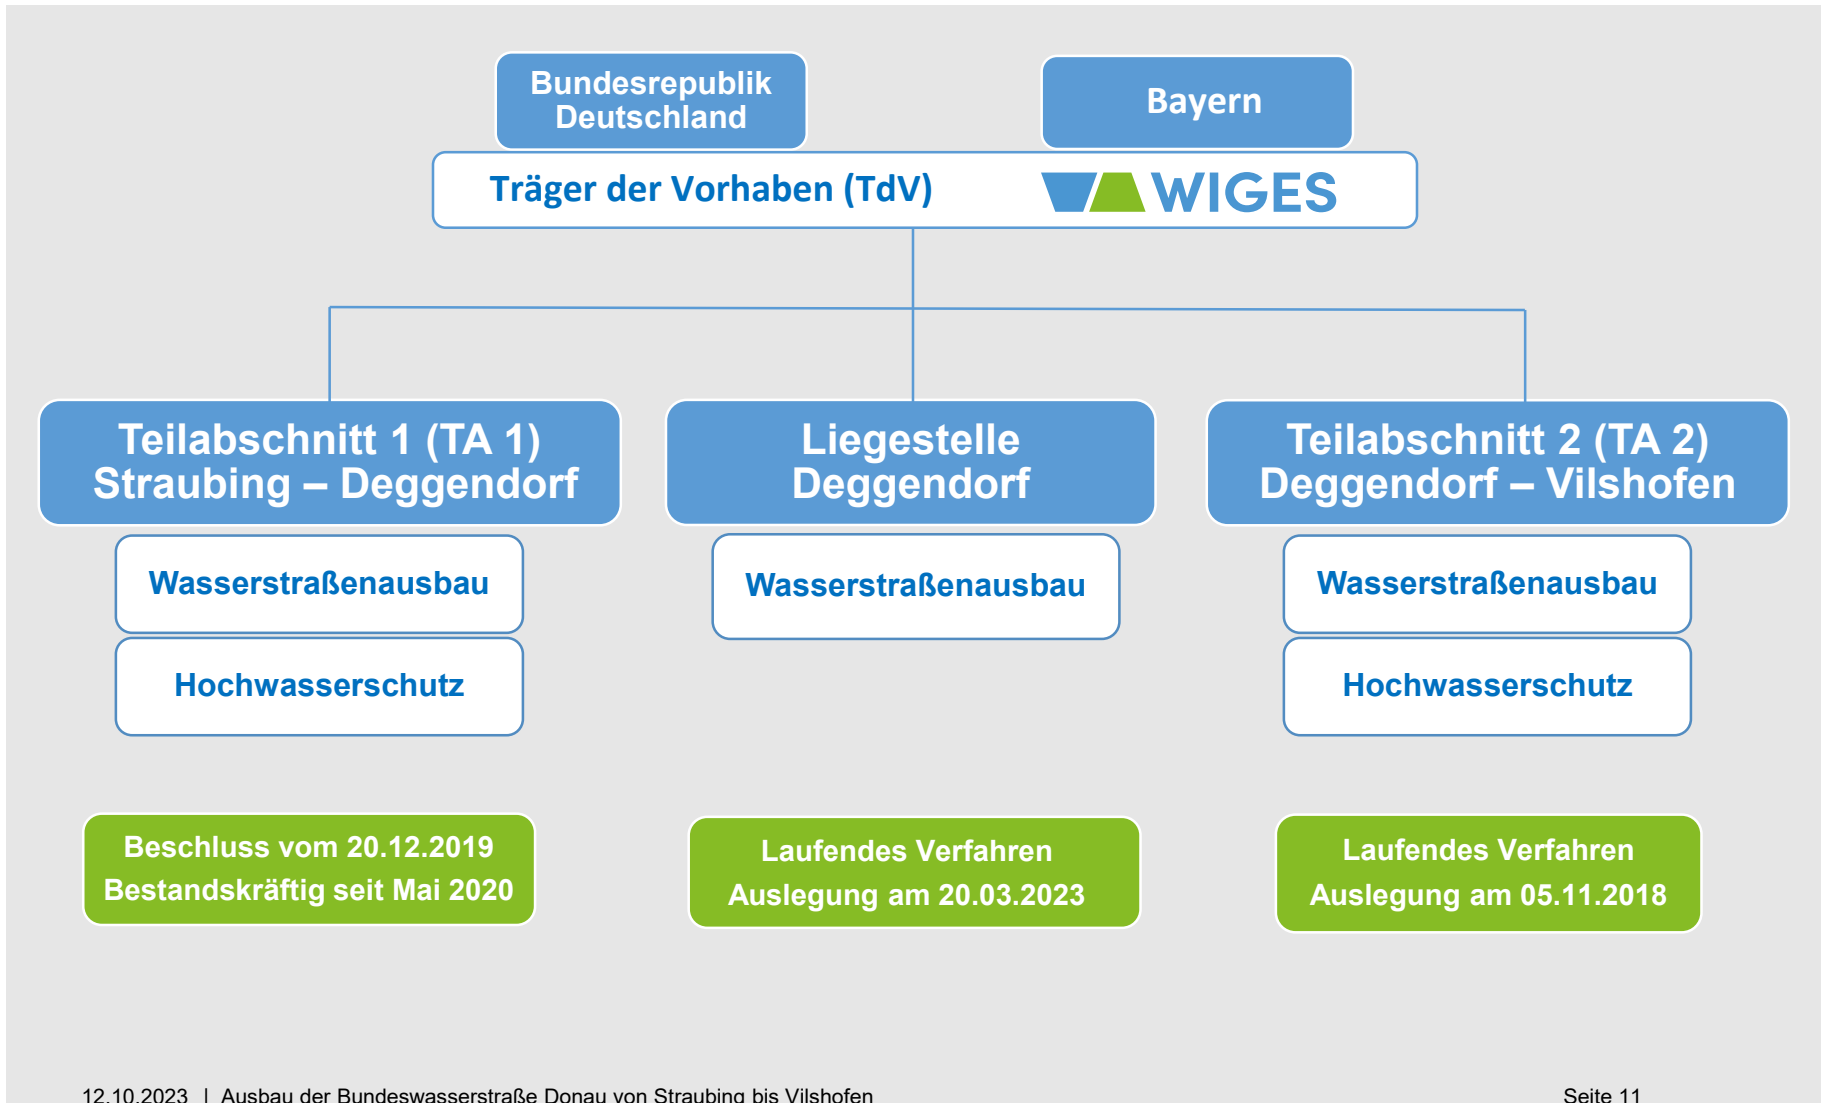 Bundesrepublik
Deutschland
Bayern
Träger der Vorhaben (TdV)
WIGES
Teilabschnitt 1 (TA 1)
Straubing – Deggendorf
Wasserstraßenausbau
Hochwasserschutz
Beschluss vom 20.12.2019
Bestandskräftig seit Mai 2020
Liegestelle
Deggendorf
Wasserstraßenausbau
Laufendes Verfahren
Auslegung am 20.03.2023
Teilabschnitt 2 (TA 2)
Deggendorf – Vilshofen
Wasserstraßenausbau
Hochwasserschutz
Laufendes Verfahren
Auslegung am 05.11.2018
12.10.2023 | Ausbau der Bundeswasserstraße Donau von Straubing bis Vilshofen
Seite 11